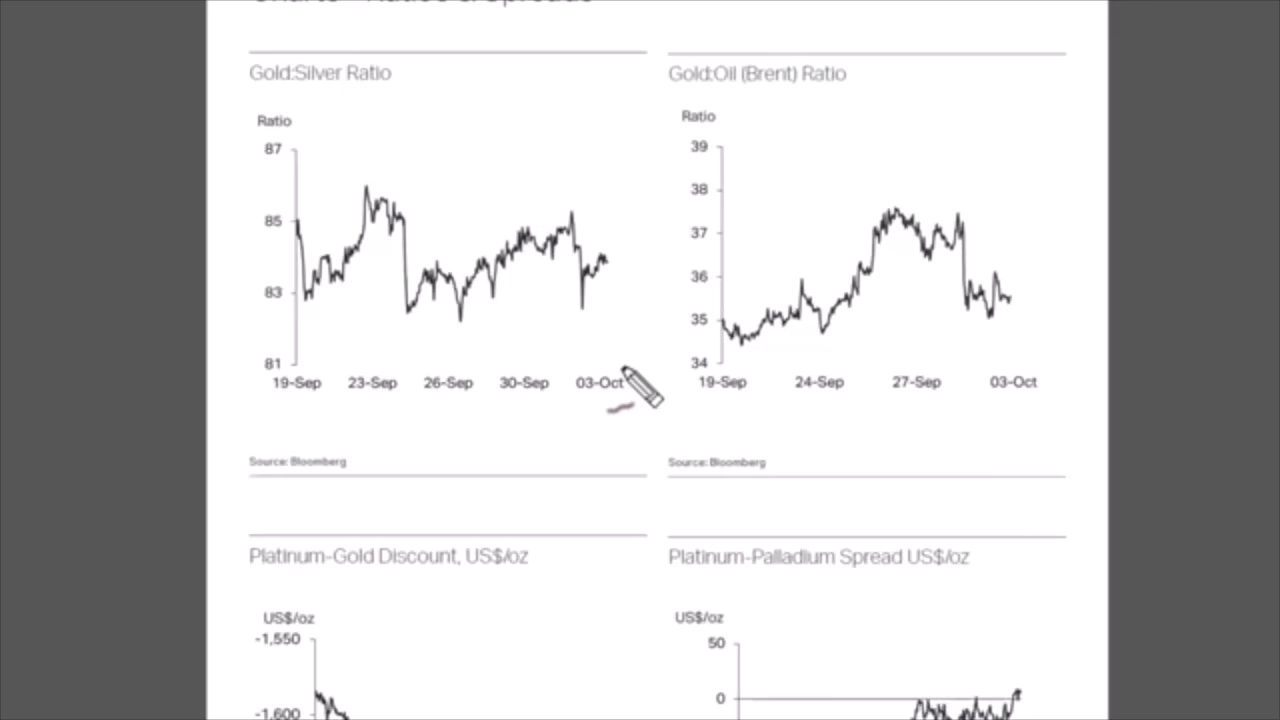 Charts - Ratios & Spreads
Gold:Silver Ratio
Ratio
87
85
83
81
19-Sep 23-Sep 26-Sep 30-Sep 03-Oct
Source: Bloomberg
Gold:Oil (Brent) Ratio
Ratio
39
38
37
36
35
34
19-Sep 24-Sep 27-Sep 03-Oct
Source: Bloomberg
Platinum-Gold Discount, US$/oz
US$/oz
-1,550
-1,600
Platinum-Palladium Spread US$/oz
US$/oz
50
0